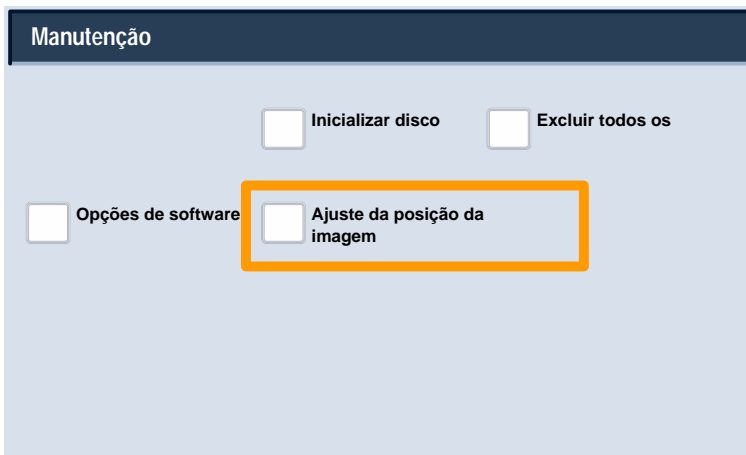 Manutenção
Inicializar disco
Excluir todos os
Opções de software
Ajuste da posição da
imagem